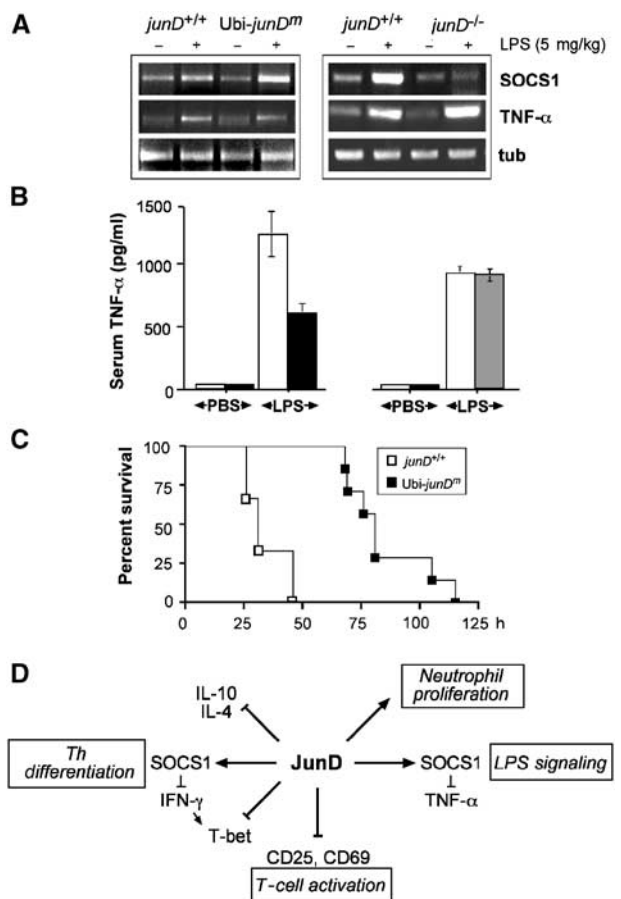 A
junD+/+ Ubi-junDm junD+/+ junD-/-
– + – + – + – + LPS (5 mg/kg)
SOCS1
TNF-α
tub
B
Serum TNF-α (pg/ml)
1500
1000
500
0
PBS LPS PBS LPS
C
Percent survival
100
75
50
25
0
junD+/+
Ubi-junDm
0 25 50 75 100 125 h
D
IL-10
IL-4
Neutrophil
proliferation
Th
differentiation
SOCS1
JunD
SOCS1
LPS signaling
IFN-γ
TNF-α
T-bet
CD25, CD69
T-cell activation